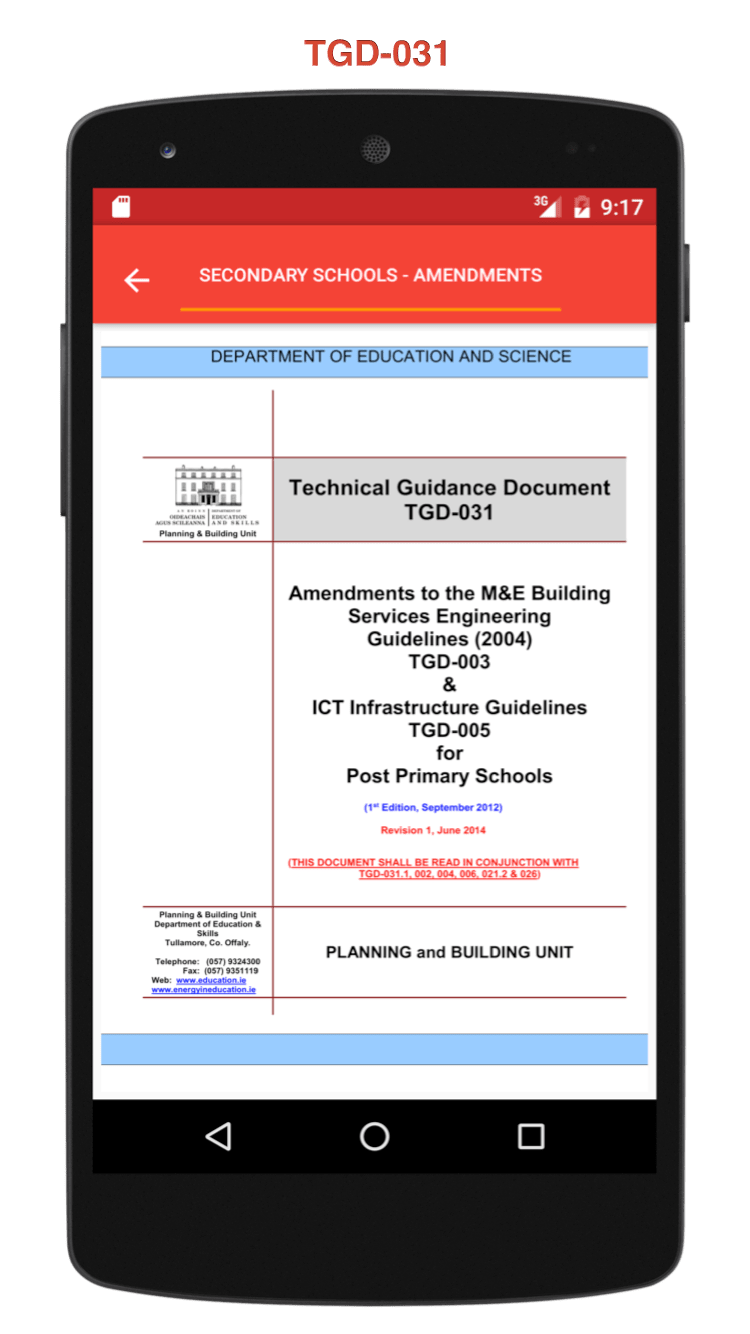 TGD-031
3G 9:17
SECONDARY SCHOOLS - AMENDMENTS
DEPARTMENT OF EDUCATION AND SCIENCE
AN ROINN | DEPARTMENT OF
OIDEACHAIS | EDUCATION
AGUS SCILEANNA | AND SKILLS
Planning & Building Unit
Technical Guidance Document
TGD-031
Amendments to the M&E Building
Services Engineering
Guidelines (2004)
TGD-003
&
ICT Infrastructure Guidelines
TGD-005
for
Post Primary Schools
(1st Edition, September 2012)
Revision 1, June 2014
(THIS DOCUMENT SHALL BE READ IN CONJUNCTION WITH
TGD-031.1, 002, 004, 006, 021.2 & 026)
Planning & Building Unit
Department of Education &
Skills
Tullamore, Co. Offaly.
Telephone: (057) 9324300
Fax: (057) 9351119
Web: www.education.ie
www.energyineducation.ie
PLANNING and BUILDING UNIT